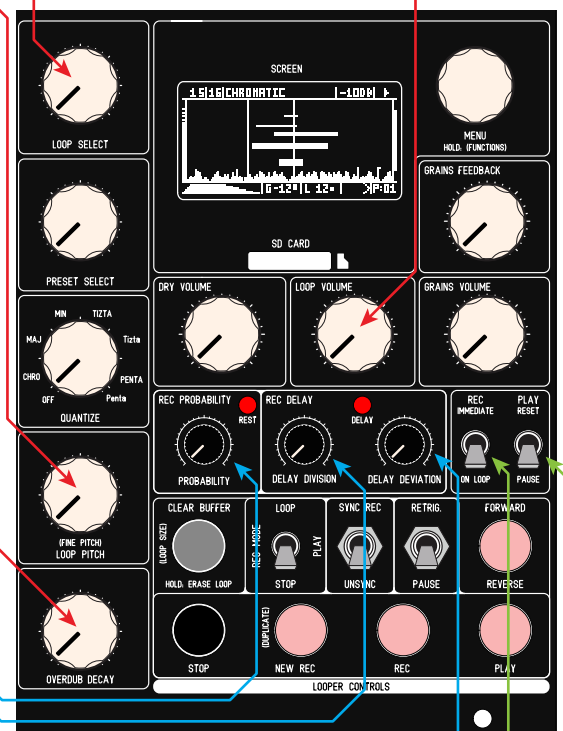 SCREEN
15|16|CHROMATIC |-100%|
G-12 L 12 P:01
LOOP SELECT
MENU
HOLD: (FUNCTIONS)
GRAINS FEEDBACK
SD CARD
PRESET SELECT
DRY VOLUME
LOOP VOLUME
GRAINS VOLUME
MIN
TIZTA
MAJ
Tizta
CHRO
PENTA
OFF
Penta
QUANTIZE
REC PROBABILITY
REST
PROBABILITY
REC DELAY
DELAY
DELAY DIVISION
DELAY DEVIATION
REC
IMMEDIATE
ON LOOP
PLAY
RESET
PAUSE
(FINE PITCH)
LOOP PITCH
CLEAR BUFFER
(LOOP SIZE)
HOLD: ERASE LOOP
LOOP
REC MODE
PLAY
STOP
SYNC REC
UNSYNC
RETRIG.
PAUSE
FORWARD
REVERSE
OVERDUB DECAY
STOP
(DUPLICATE)
NEW REC
REC
PLAY
LOOPER CONTROLS